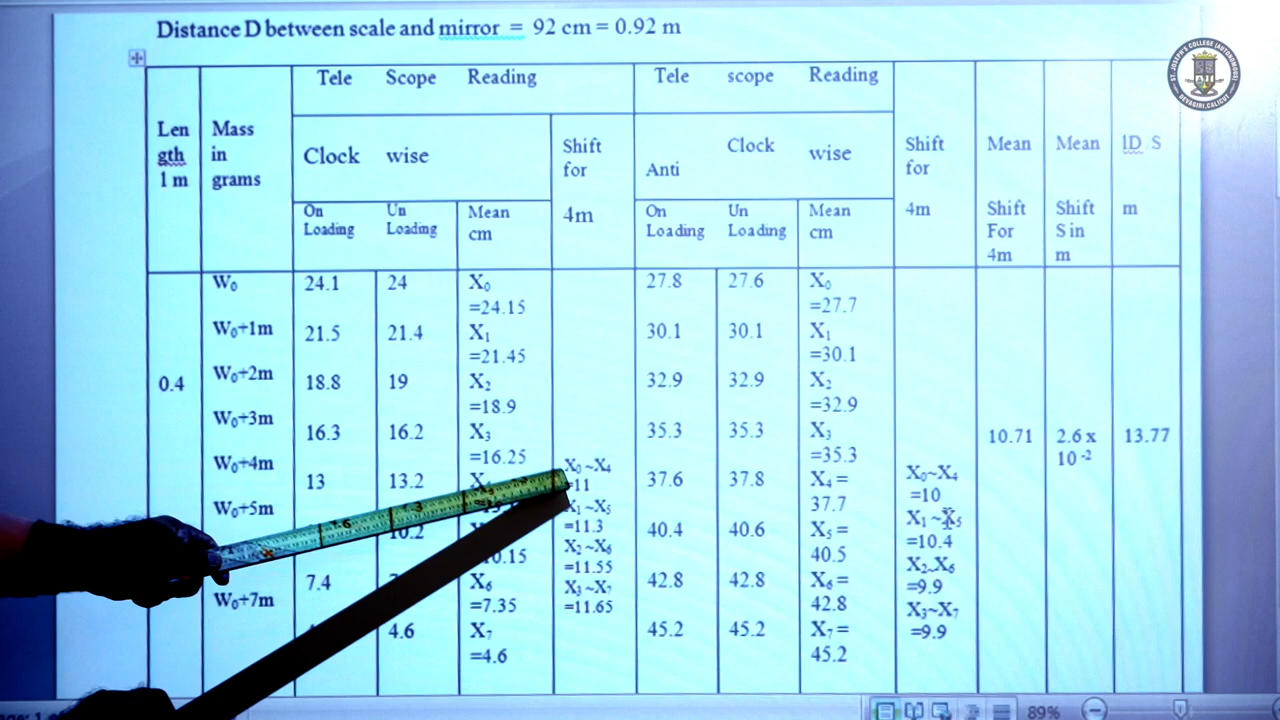 Distance D between scale and mirror = 92 cm = 0.92 m
Tele Scope Reading Tele scope Reading
Len gth 1 m Mass in grams Clock wise Shift for 4m Anti Clock wise Shift for 4m Mean Shift For 4m Mean Shift S in m lD S m
On Loading Un Loading Mean cm On Loading Un Loading Mean cm
W₀ 24.1 24 X₀ =24.15 27.8 27.6 X₀ =27.7
W₀+1m 21.5 21.4 X₁ =21.45 30.1 30.1 X₁ =30.1
0.4 W₀+2m 18.8 19 X₂ =18.9 32.9 32.9 X₂ =32.9
W₀+3m 16.3 16.2 X₃ =16.25 35.3 35.3 X₃ =35.3 10.71 2.6 x 10⁻² 13.77
W₀+4m 13 13.2 X₀~X₄ =11 37.6 37.8 X₄ = 37.7 X₀~X₄ =10
W₀+5m 10.2 X₁~X₅ =11.3 40.4 40.6 X₅ = 40.5 X₁~X₅ =10.4
7.4 X₆ =7.35 X₂~X₆ =11.55 42.8 42.8 X₆ = 42.8 X₂~X₆ =9.9
W₀+7m 4.6 X₇ =4.6 X₃~X₇ =11.65 45.2 45.2 X₇ = 45.2 X₃~X₇ =9.9
89%
ST. JOSEPH'S COLLEGE (AUTONOMOUS)
DEVAGIRI, CALICUT